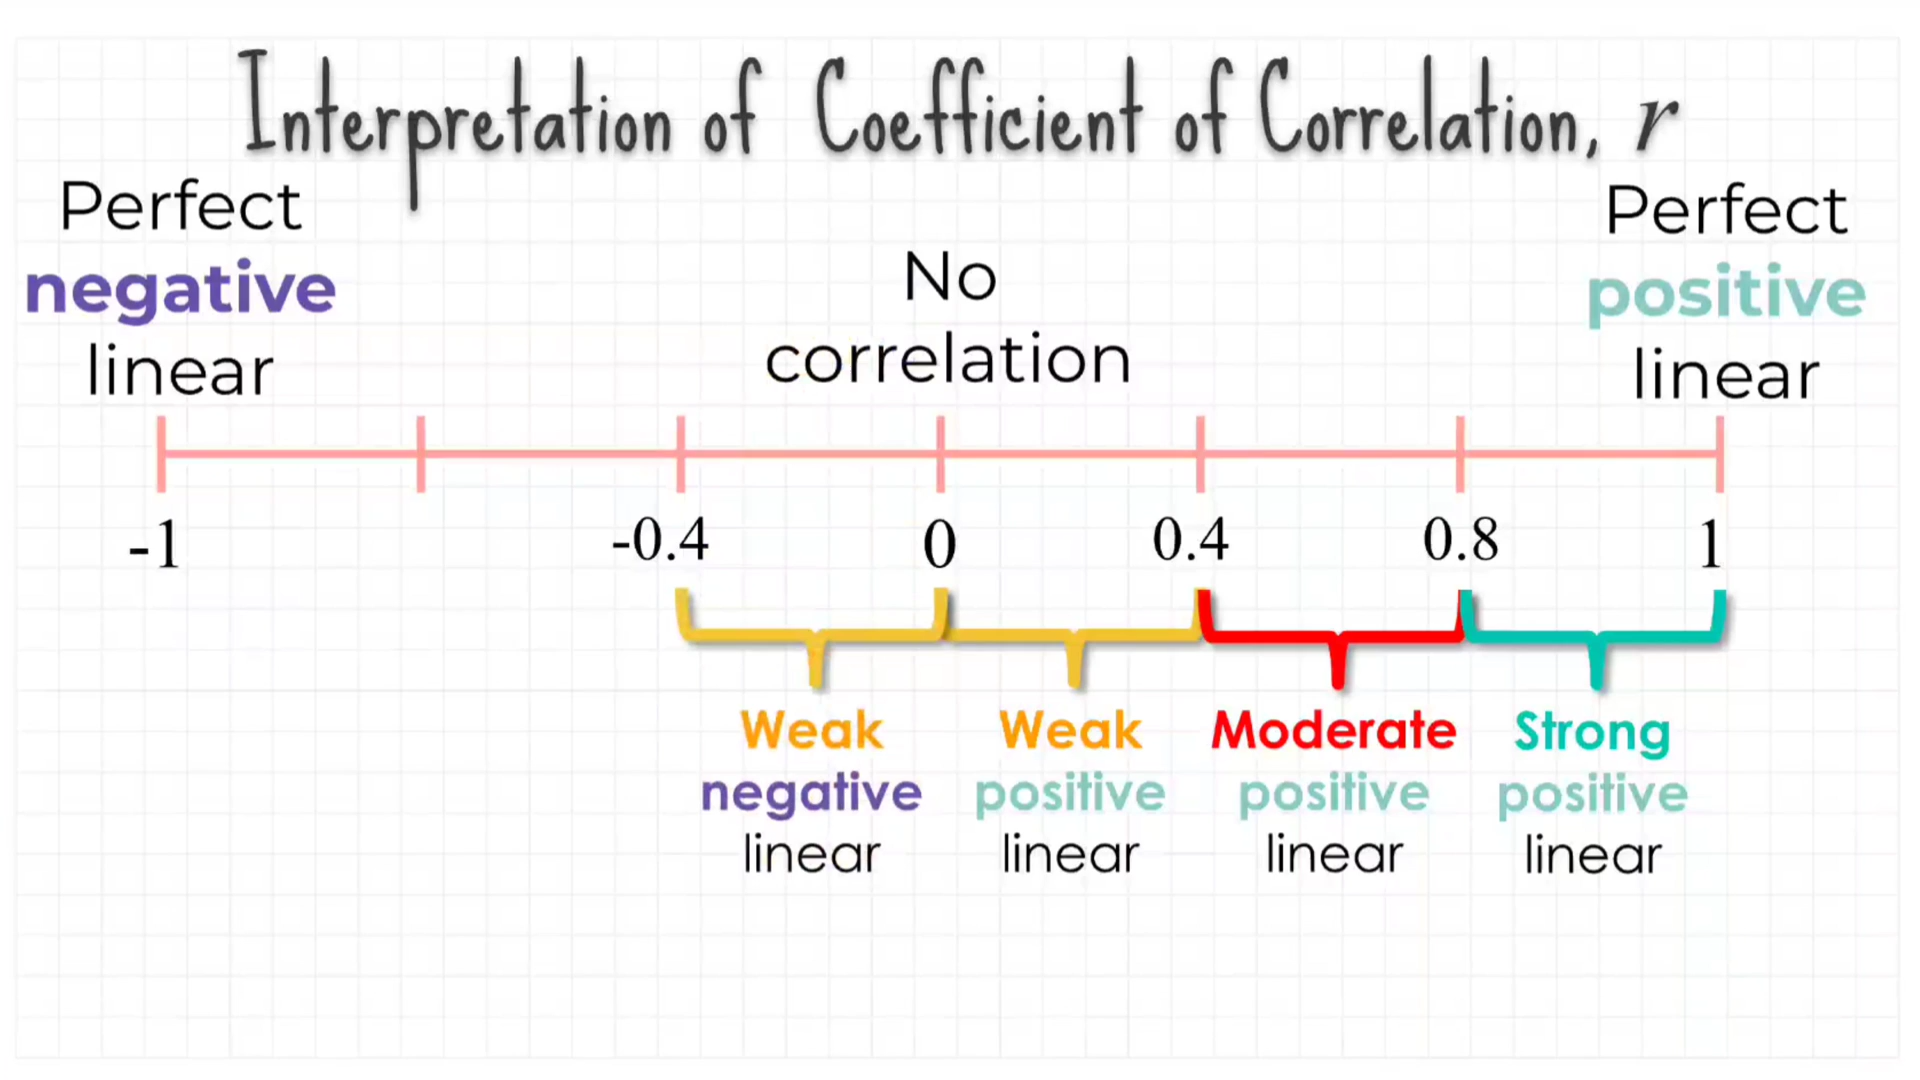 Interpretation of Coefficient of Correlation, r
Perfect
negative
linear
No
correlation
Perfect
positive
linear
-1
-0.4
0
0.4
0.8
1
Weak
negative
linear
Weak
positive
linear
Moderate
positive
linear
Strong
positive
linear